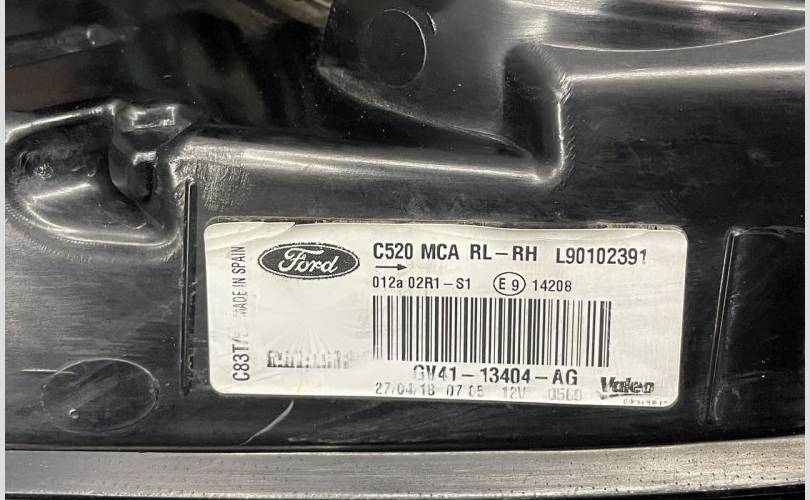 C520 MCA RL-RH L90102391
Ford
012a 02R1-S1 E9 14208
MADE IN SPAIN
GV41-13404-AG
27/04/18 07 05 12V 0560
Valeo